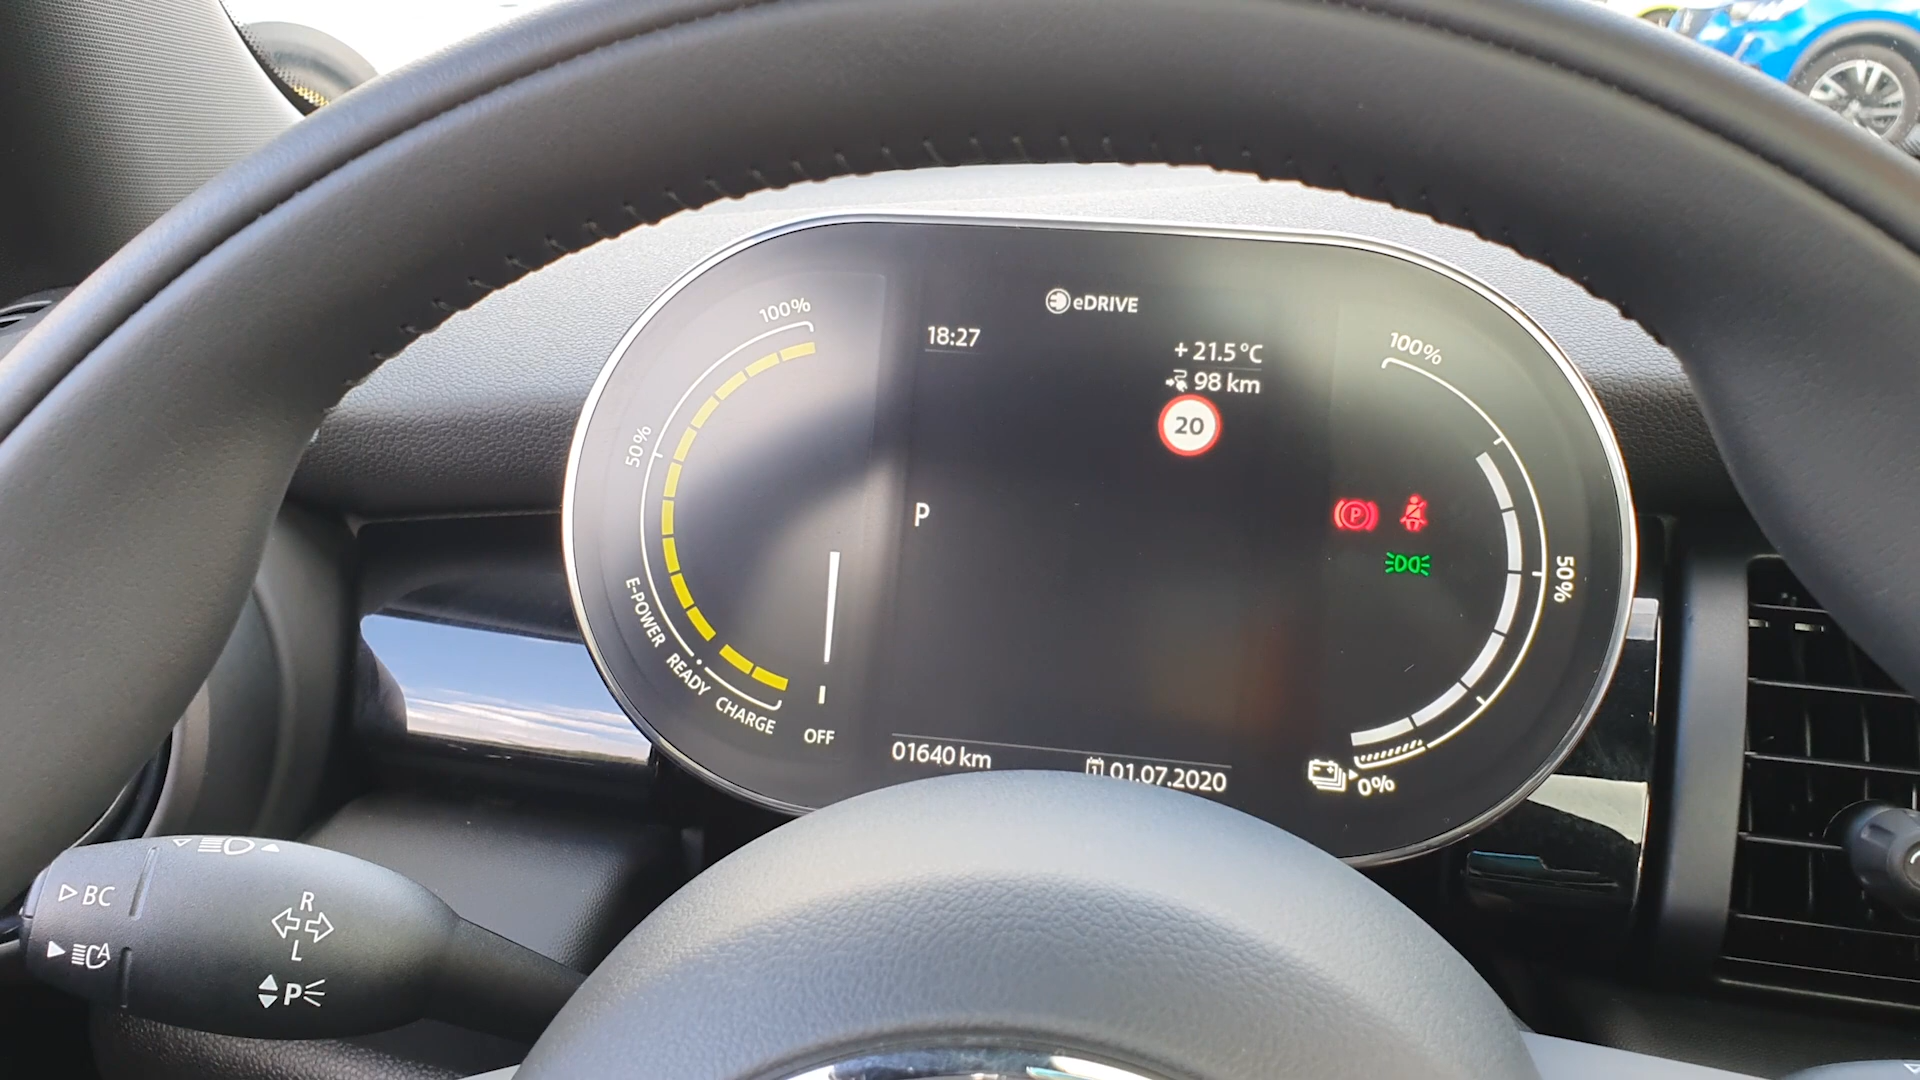 eDRIVE
18:27
+ 21.5°C
98 km
20
P
100%
50%
E-POWER
READY
CHARGE
OFF
100%
50%
0%
P
01640 km
1 01.07.2020
BC
A
R
L
P